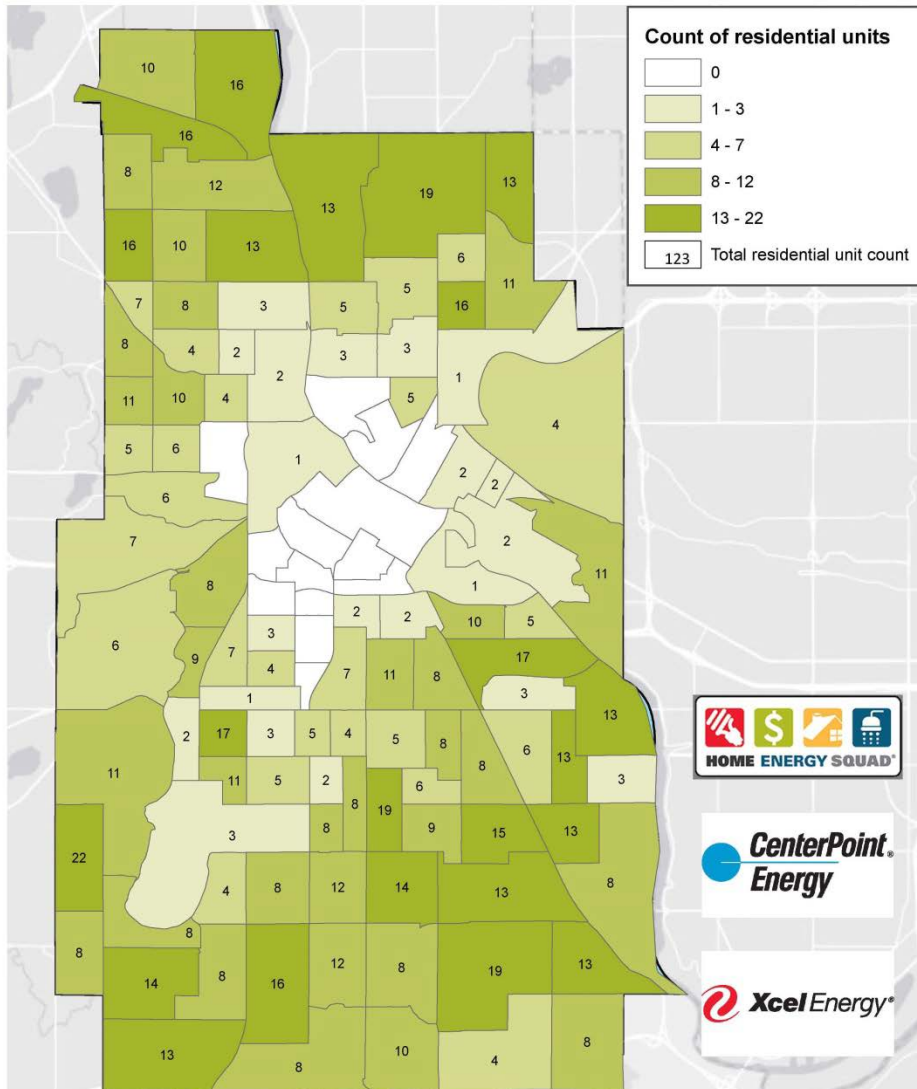 Count of residential units
0
1 - 3
4 - 7
8 - 12
13 - 22
123 Total residential unit count
10 16
16
8 12
13 19 13
16 10 13
6
7 8 3 5 5 16 11
8 4 2 2 3 3 1
11 10 4 5 4
5 6 1 2 2
6
7 2
8 1 11
3 2 2 10 5
6 9 7 4 7 11 8 17
1 3 13
2 17 3 5 4 5 8 6 13
11 11 5 2 8 19 6 8 3
3 8 9 15 13
22 4 8 12 14 13 8
8 8
14 8 16 12 8 19 13
13 8 10 4 8
HOME ENERGY SQUAD®
CenterPoint®
Energy
Xcel Energy®